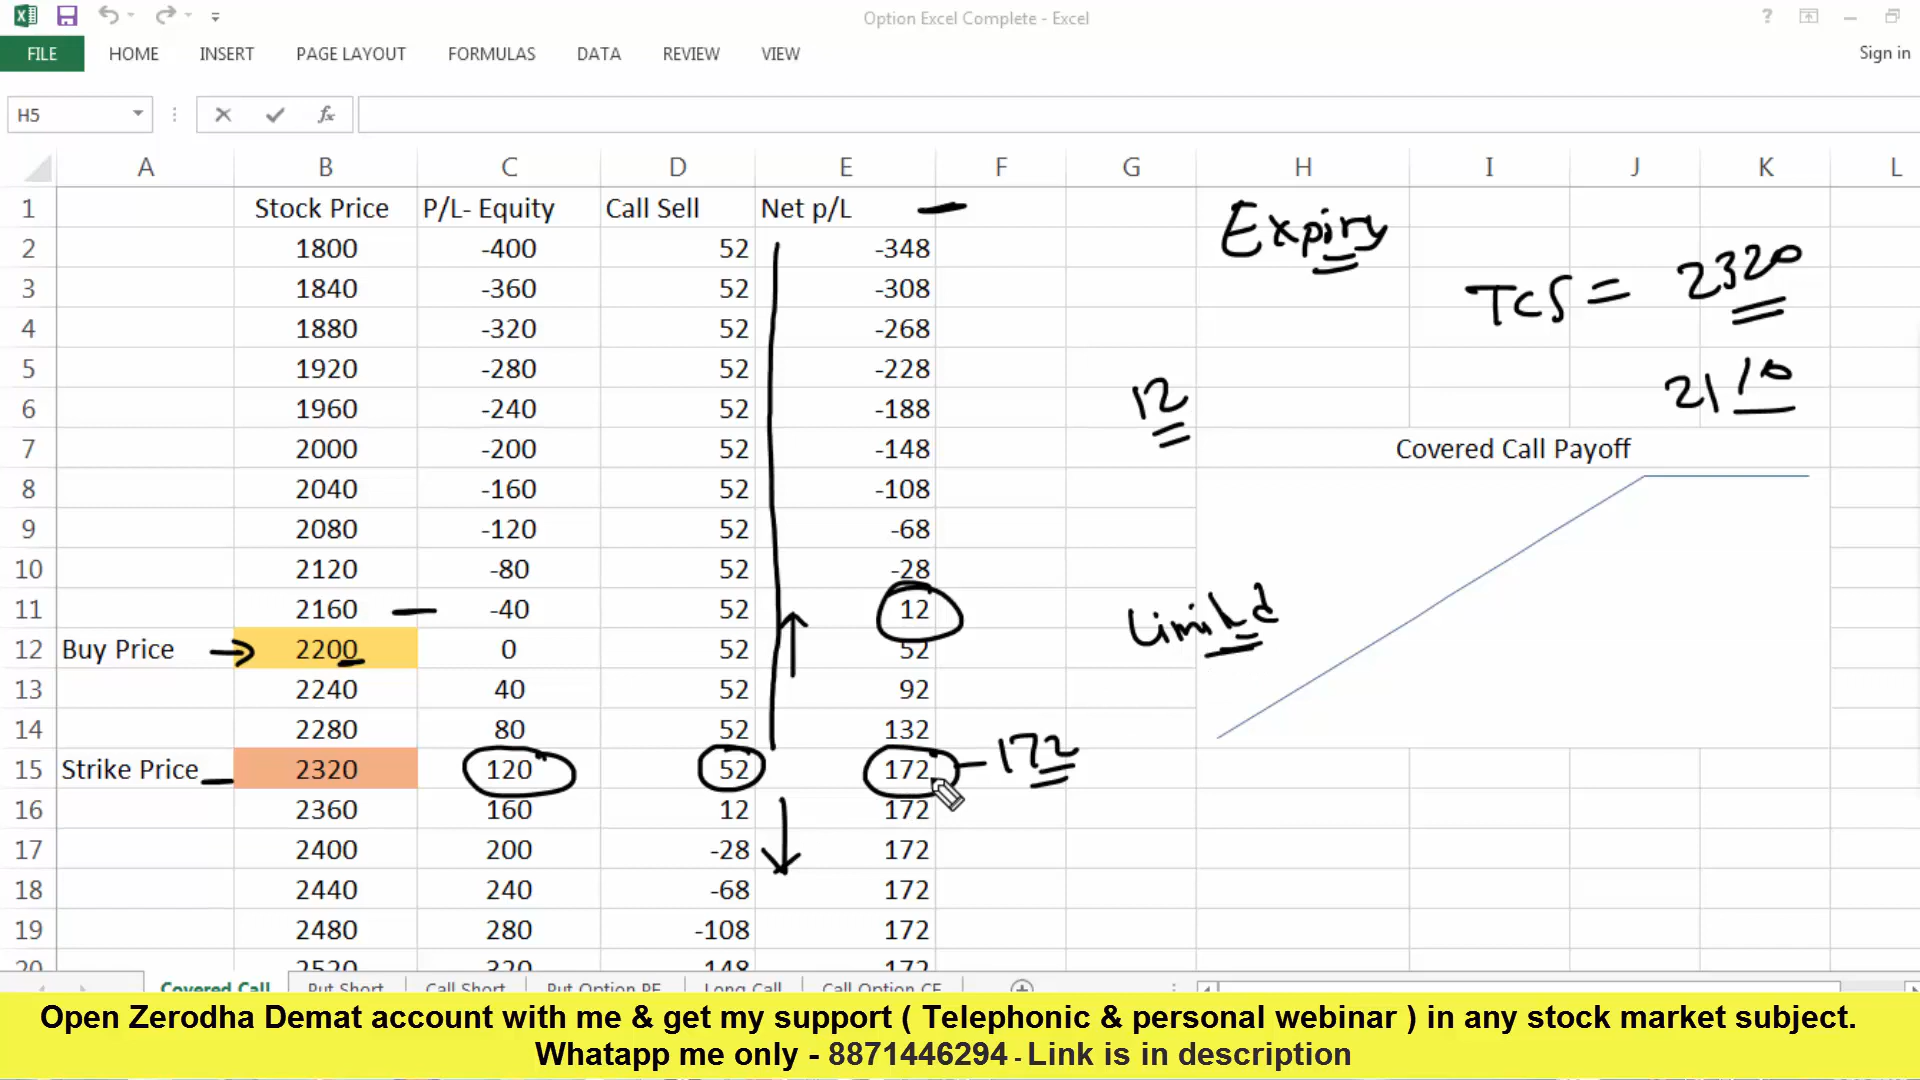 Option Excel Complete - Excel
FILE HOME INSERT PAGE LAYOUT FORMULAS DATA REVIEW VIEW Sign in
H5 fx
A B C D E F G H I J K L
1 Stock Price P/L- Equity Call Sell Net p/L
2 1800 -400 52 -348
3 1840 -360 52 -308
4 1880 -320 52 -268
5 1920 -280 52 -228
6 1960 -240 52 -188
7 2000 -200 52 -148
8 2040 -160 52 -108
9 2080 -120 52 -68
10 2120 -80 52 -28
11 2160 -40 52 12
12 Buy Price 2200 0 52 52
13 2240 40 52 92
14 2280 80 52 132
15 Strike Price 2320 120 52 172
16 2360 160 12 172
17 2400 200 -28 172
18 2440 240 -68 172
19 2480 280 -108 172
20 2520 320 148 172
Expiry
TCS = 2320
2110
12
Covered Call Payoff
Limited
172
Covered Call Put Short Call Short Put Option PE Long Call Call Option CE
Open Zerodha Demat account with me & get my support ( Telephonic & personal webinar ) in any stock market subject.
Whatapp me only - 8871446294 - Link is in description